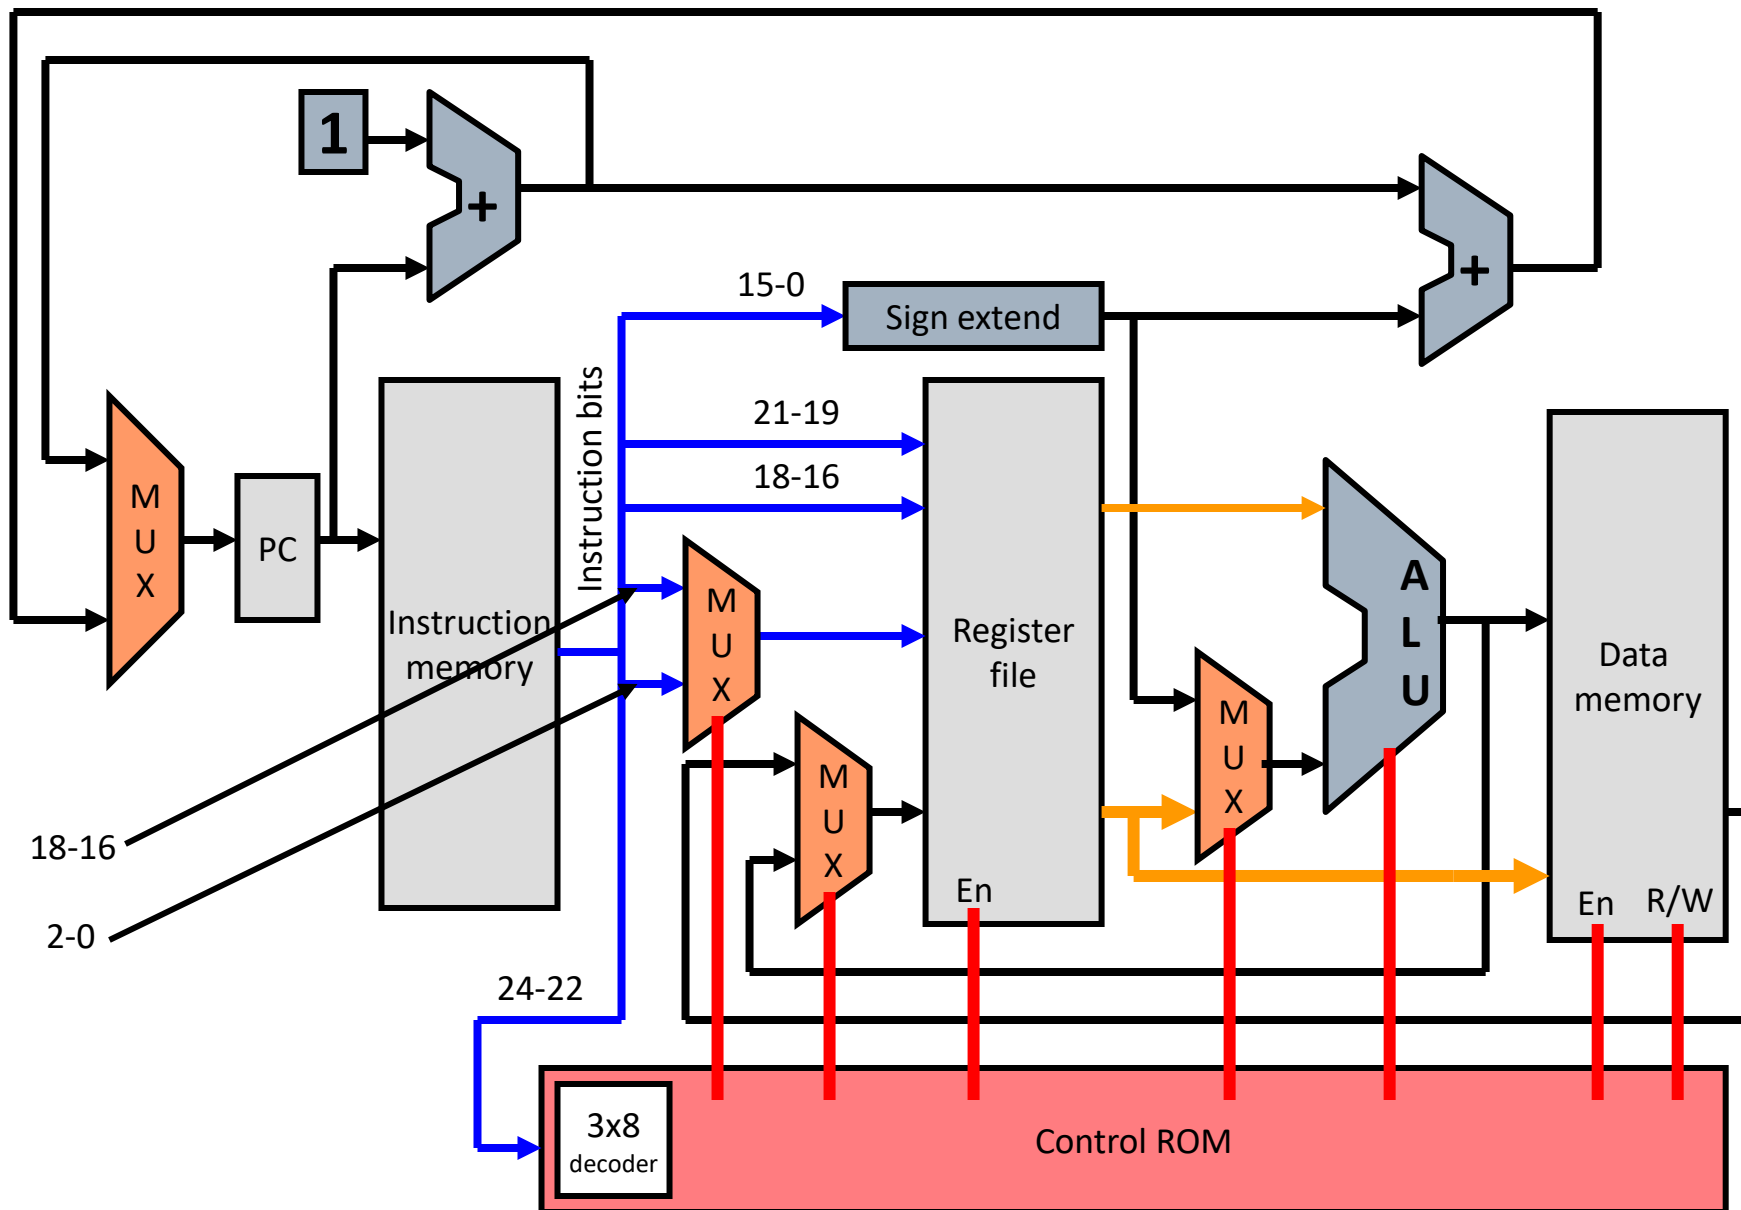 1
+
+
15-0
Sign extend
Instruction bits
21-19
18-16
M
U
X
PC
Instruction
memory
M
U
X
Register
file
A
L
U
Data
memory
M
U
X
M
U
X
18-16
2-0
En
En
R/W
24-22
3x8
decoder
Control ROM